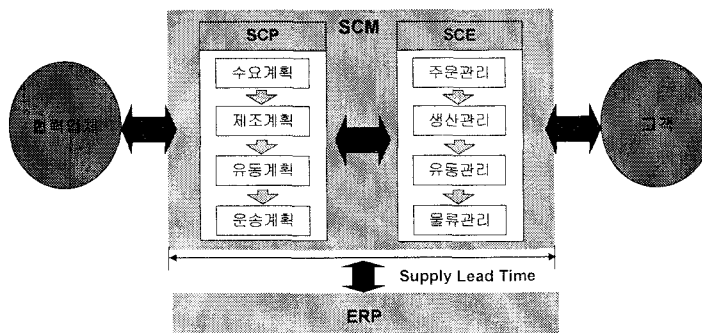 SCM
SCP
수요계획
제조계획
유통계획
운송계획
SCE
주문관리
생산관리
유통관리
물류관리
협력업체
고객
Supply Lead Time
ERP